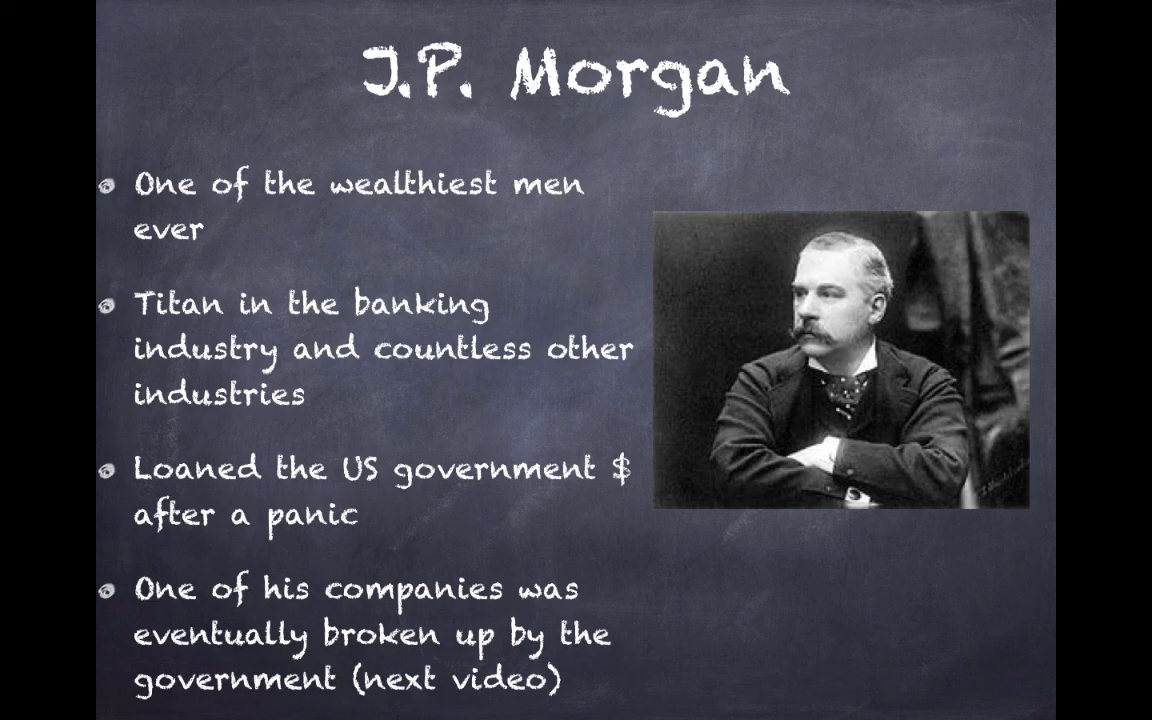 J.P. Morgan
One of the wealthiest men
ever
Titan in the banking
industry and countless other
industries
Loaned the US government $
after a panic
One of his companies was
eventually broken up by the
government (next video)